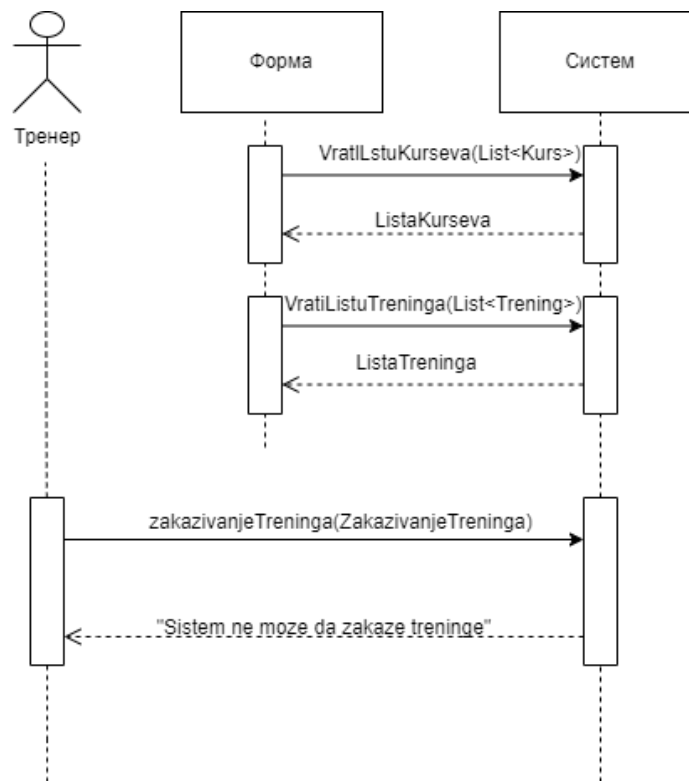 Форма
Систем
Тренер
VratILstuKurseva(List<Kurs>)
ListaKurseva
VratiListuTreninga(List<Trening>)
ListaTreninga
zakazivanjeTreninga(ZakazivanjeTreninga)
"Sistem ne moze da zakaze treninge"